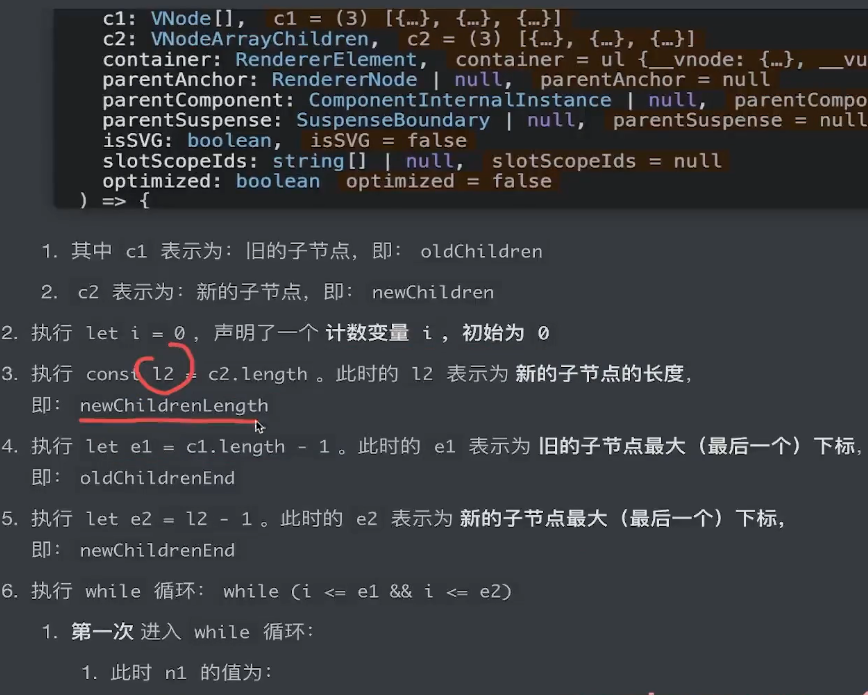 c1: VNode[], c1 = (3) [{…}, {…}, {…}]
c2: VNodeArrayChildren, c2 = (3) [{…}, {…}, {…}]
container: RendererElement, container = ul {__vnode: {…}, __vu
parentAnchor: RendererNode | null, parentAnchor = null
parentComponent: ComponentInternalInstance | null, parentCompo
parentSuspense: SuspenseBoundary | null, parentSuspense = null
isSVG: boolean, isSVG = false
slotScopeIds: string[] | null, slotScopeIds = null
optimized: boolean optimized = false
) => {
1. 其中 c1 表示为：旧的子节点，即： oldChildren
2. c2 表示为：新的子节点，即： newChildren
2. 执行 let i = 0 ，声明了一个 计数变量 i ，初始为 0
3. 执行 const l2 = c2.length 。此时的 l2 表示为 新的子节点的长度，
即： newChildrenLength
4. 执行 let e1 = c1.length - 1 。此时的 e1 表示为 旧的子节点最大（最后一个）下标，
即： oldChildrenEnd
5. 执行 let e2 = l2 - 1 。此时的 e2 表示为 新的子节点最大（最后一个）下标，
即： newChildrenEnd
6. 执行 while 循环： while (i <= e1 && i <= e2)
1. 第一次 进入 while 循环：
1. 此时 n1 的值为：